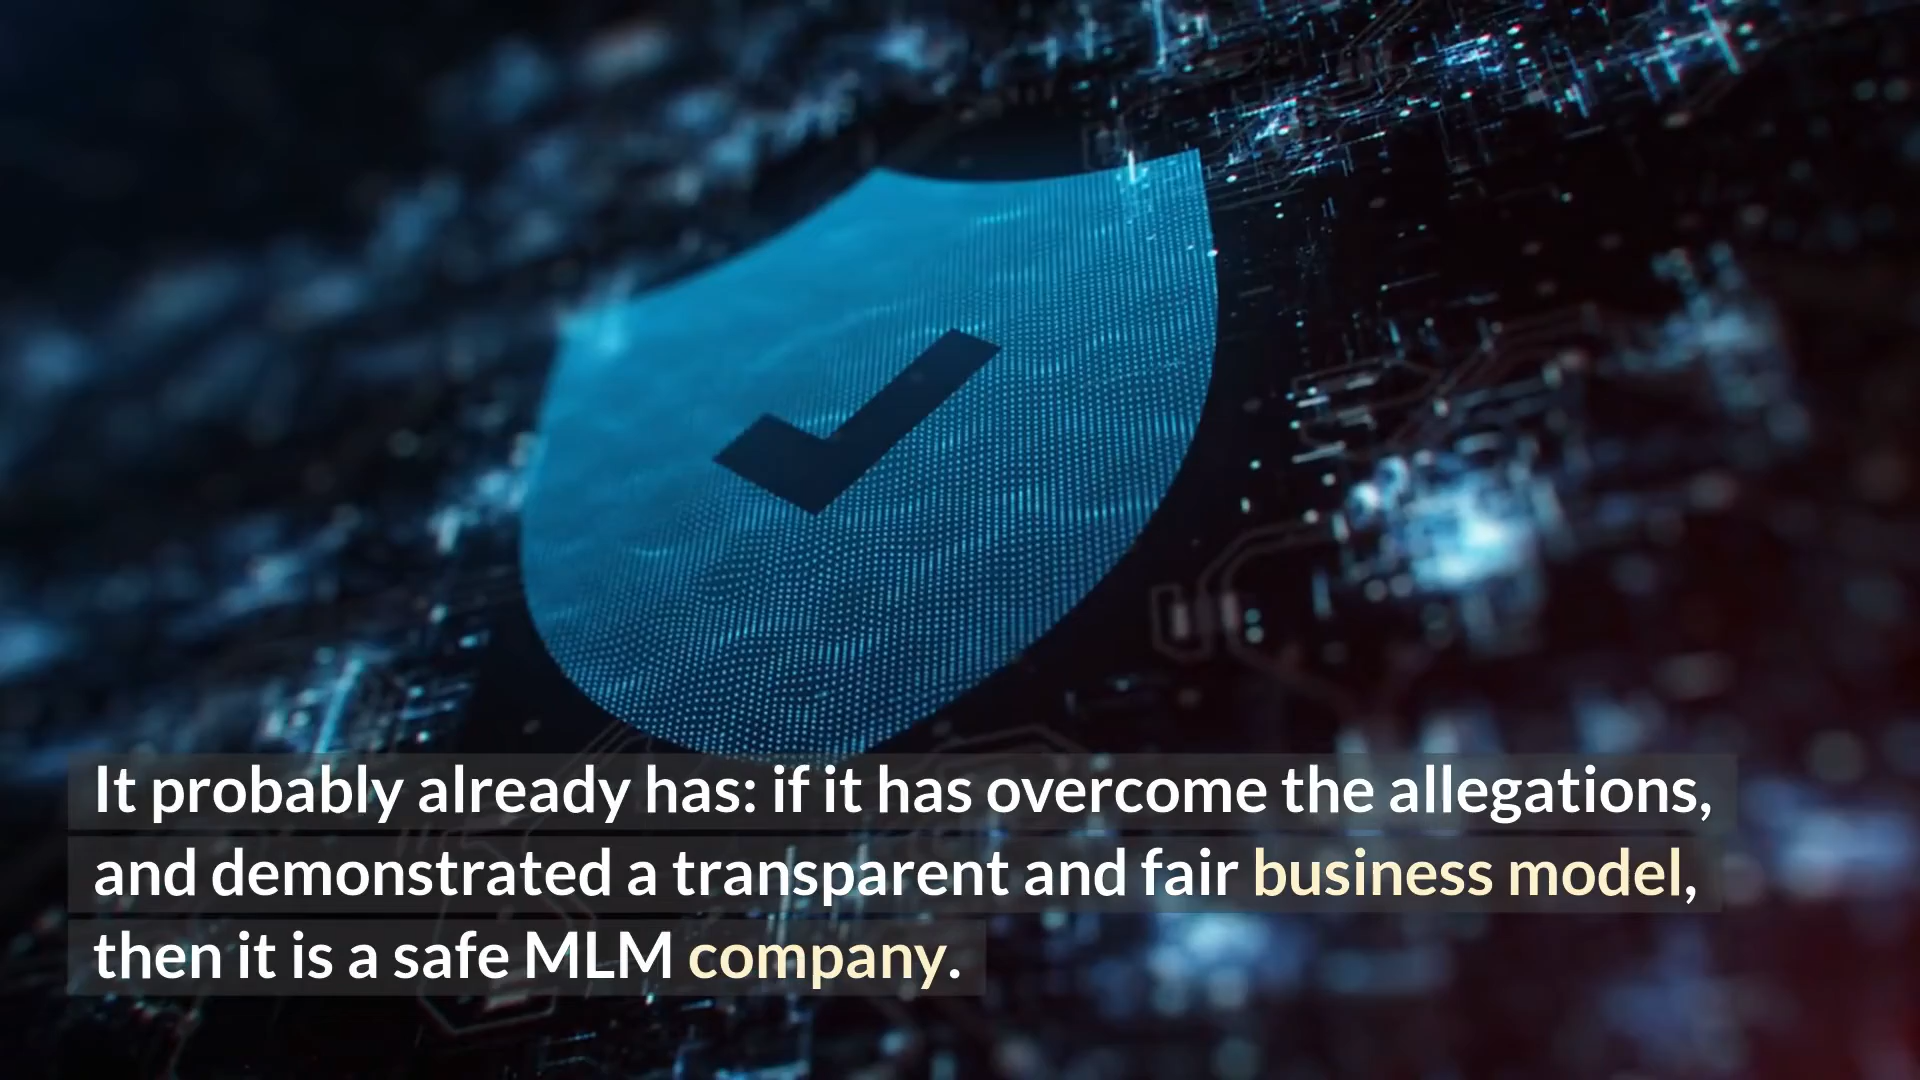 It probably already has: if it has overcome the allegations,
and demonstrated a transparent and fair business model,
then it is a safe MLM company.